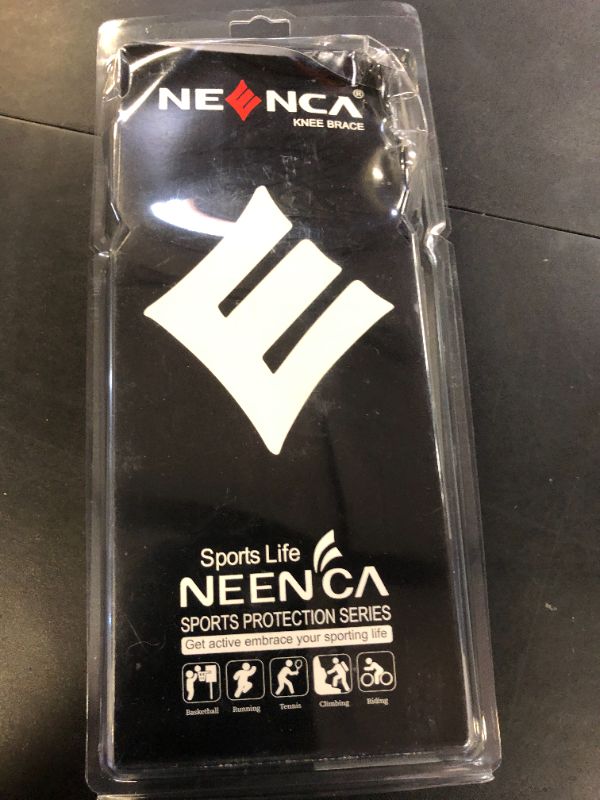 NEENCA®
KNEE BRACE
Sports Life
NEENCA
SPORTS PROTECTION SERIES
Get active embrace your sporting life
Basketball Running Tennis Climbing Riding